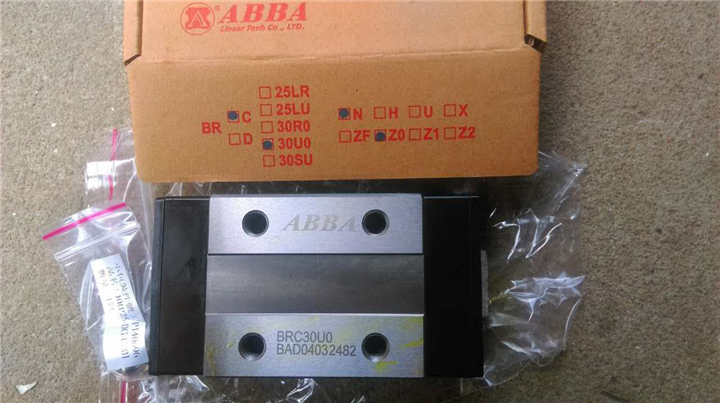 ABBA
Linear Tech Co., LTD.
BR
C
D
25LR
25LU
30R0
30U0
30SU
N H U X
ZF Z0 Z1 Z2
ABBA
BRC30U0
BAD04032482